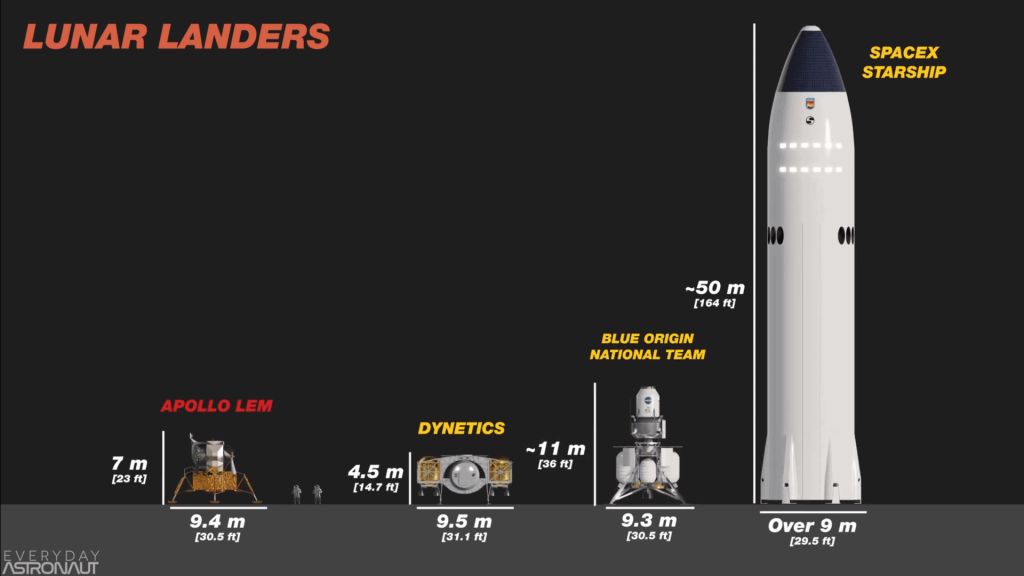 LUNAR LANDERS
SPACEX
STARSHIP
~50 m
[164 ft]
BLUE ORIGIN
NATIONAL TEAM
APOLLO LEM
DYNETICS
7 m
[23 ft]
4.5 m
[14.7 ft]
~11 m
[36 ft]
9.4 m
[30.5 ft]
9.5 m
[31.1 ft]
9.3 m
[30.5 ft]
Over 9 m
[29.5 ft]
EVERYDAY
ASTRONAUT